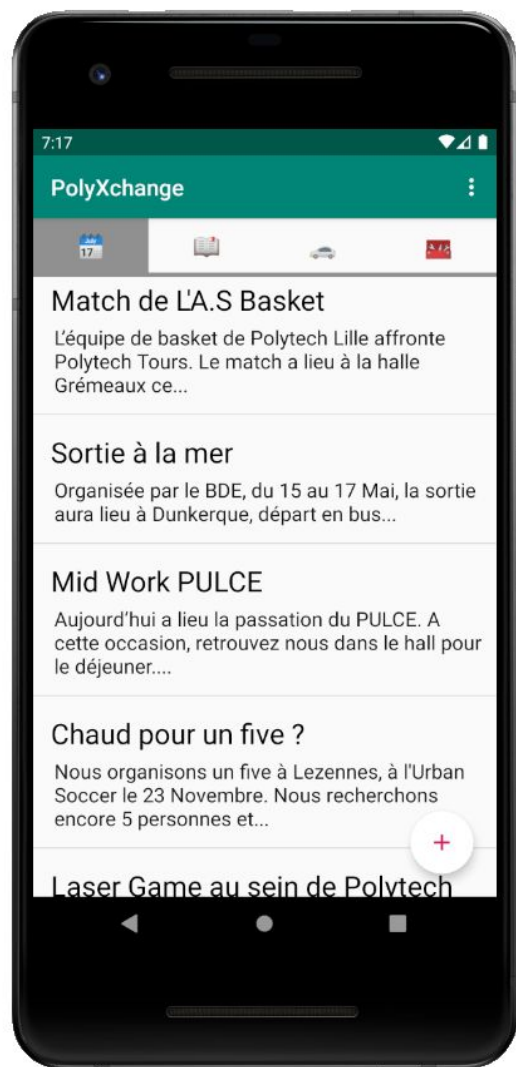 7:17
PolyXchange
July
17
Match de L'A.S Basket
L’équipe de basket de Polytech Lille affronte
Polytech Tours. Le match a lieu à la halle
Grémeaux ce...
Sortie à la mer
Organisée par le BDE, du 15 au 17 Mai, la sortie
aura lieu à Dunkerque, départ en bus...
Mid Work PULCE
Aujourd’hui a lieu la passation du PULCE. A
cette occasion, retrouvez nous dans le hall pour
le déjeuner....
Chaud pour un five ?
Nous organisons un five à Lezennes, à l'Urban
Soccer le 23 Novembre. Nous recherchons
encore 5 personnes et...
Laser Game au sein de Polytech